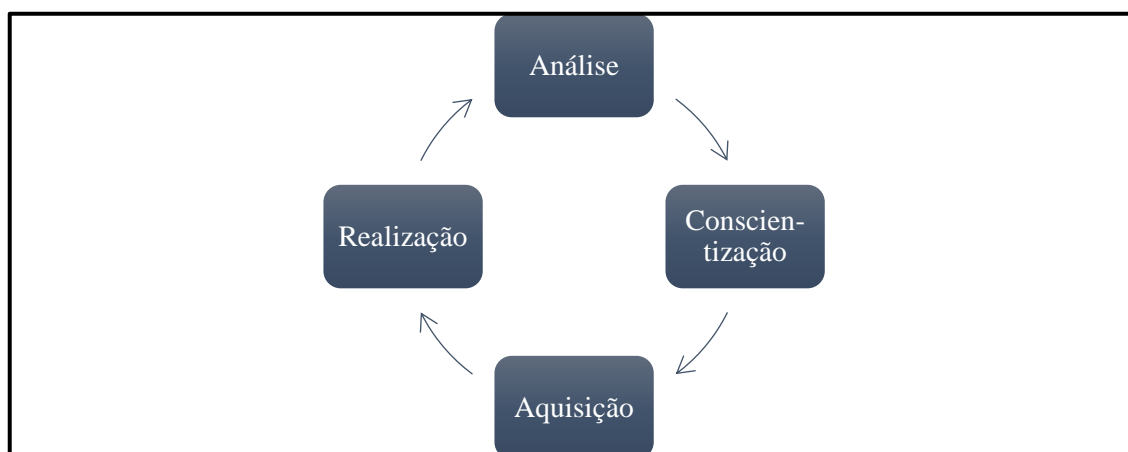 Análise
Realização
Conscien-
tização
Aquisição